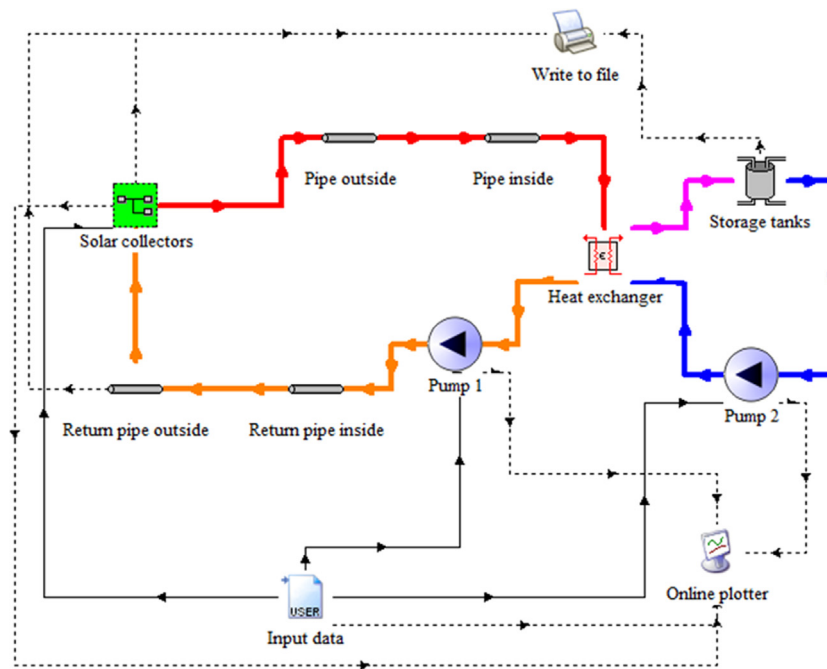 Write to file
Pipe outside
Pipe inside
Storage tanks
Solar collectors
Heat exchanger
ε
Pump 1
Pump 2
Return pipe outside
Return pipe inside
USER
Input data
Online plotter